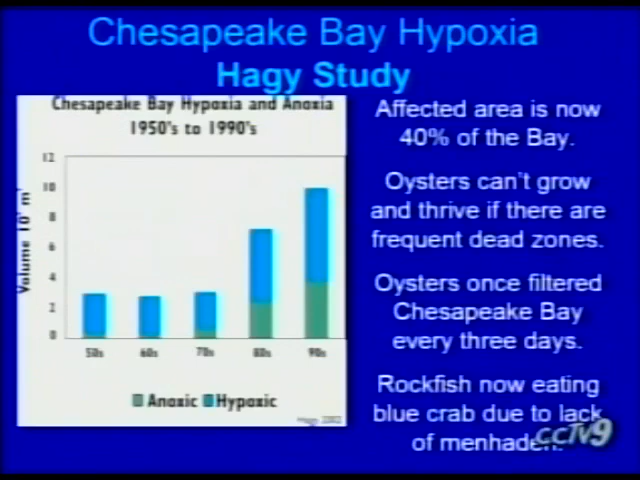 Chesapeake Bay Hypoxia
Hagy Study
Chesapeake Bay Hypoxia and Anoxia
1950's to 1990's
12
10
8
6
4
2
0
Volume 10 m
50s
60s
70s
80s
90s
Anoxic
Hypoxic
Hagy 2002
Affected area is now
40% of the Bay.
Oysters can't grow
and thrive if there are
frequent dead zones.
Oysters once filtered
Chesapeake Bay
every three days.
Rockfish now eating
blue crab due to lack
of menhaden.
CCTV9